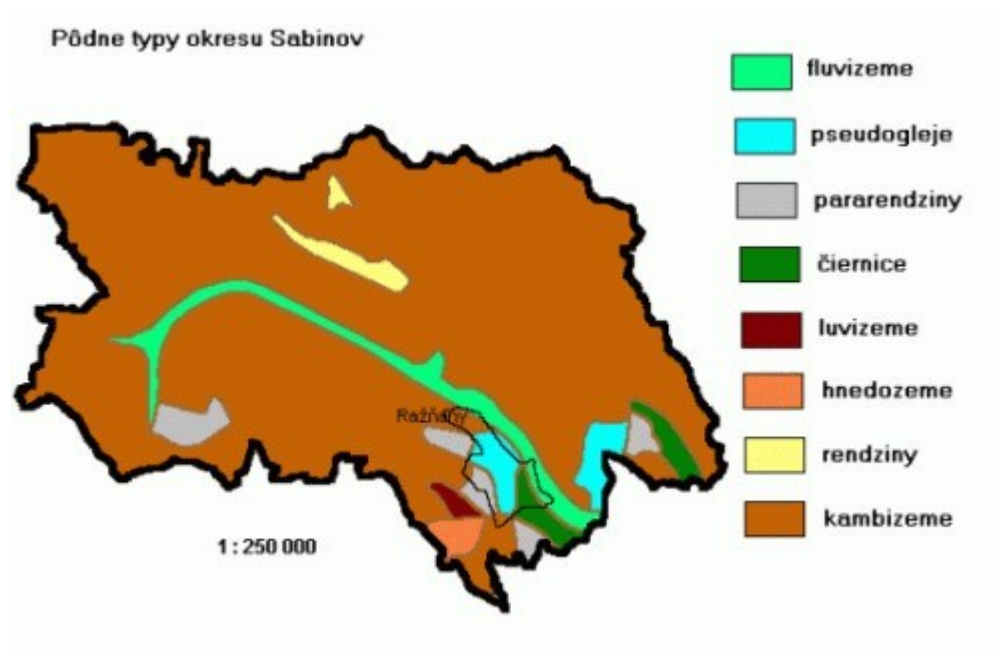 Pôdne typy okresu Sabinov
fluvizeme
pseudogleje
pararendziny
čiernice
luvizeme
hnedozeme
rendziny
kambizeme
Ražňany
1 : 250 000